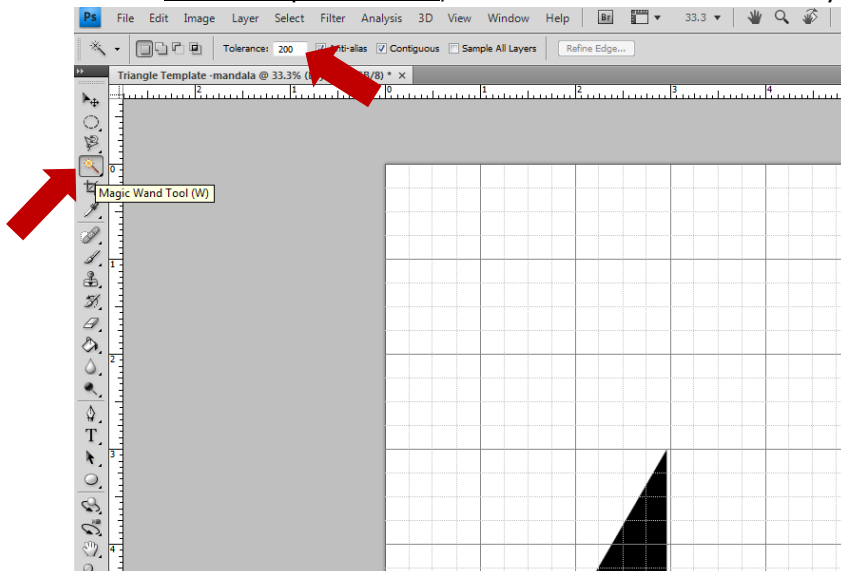 Ps File Edit Image Layer Select Filter Analysis 3D View Window Help Br 33.3
Tolerance: 200 Anti-alias Contiguous Sample All Layers Refine Edge...
Triangle Template -mandala @ 33.3% ( B/8) * ×
2 1 0 1 2 3 4
0
Magic Wand Tool (W)
1
2
T
3
4